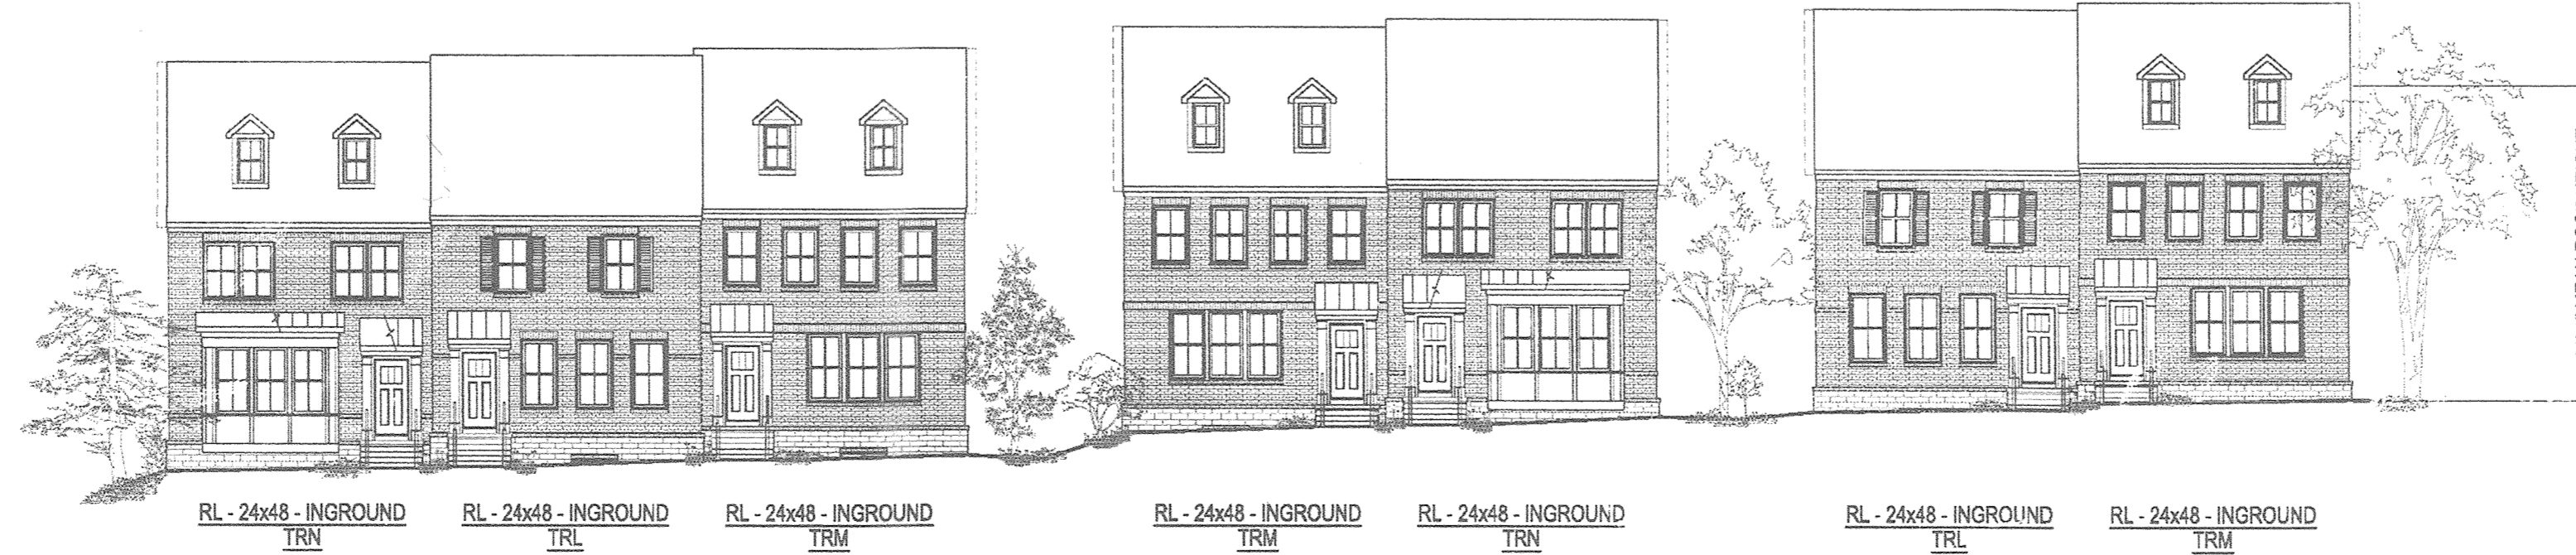 RL - 24x48 - INGROUND
TRN
RL - 24x48 - INGROUND
TRL
RL - 24x48 - INGROUND
TRM
RL - 24x48 - INGROUND
TRM
RL - 24x48 - INGROUND
TRN
RL - 24x48 - INGROUND
TRL
RL - 24x48 - INGROUND
TRM